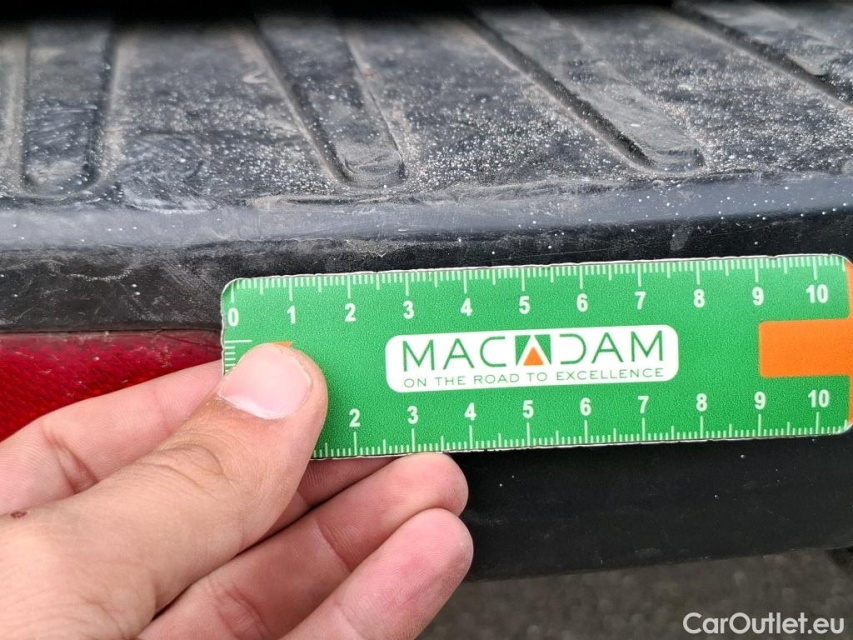 0 1 2 3 4 5 6 7 8 9 10
MACADAM
ON THE ROAD TO EXCELLENCE
2 3 4 5 6 7 8 9 10
CarOutlet.eu